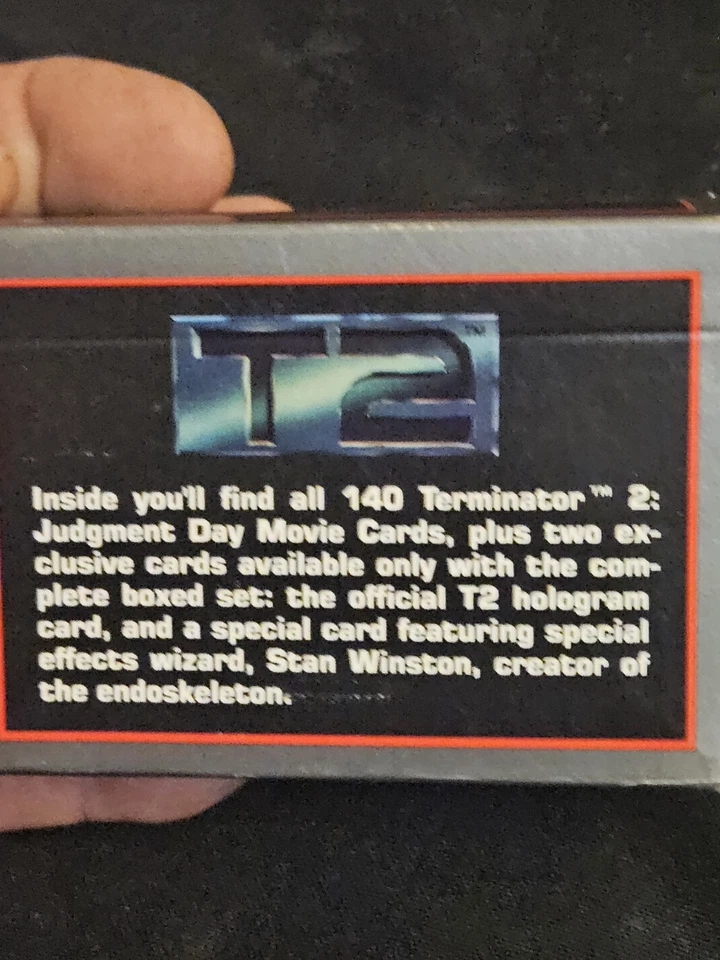 T2™
Inside you'll find all 140 Terminator™ 2:
Judgment Day Movie Cards, plus two ex-
clusive cards available only with the com-
plete boxed set: the official T2 hologram
card, and a special card featuring special
effects wizard, Stan Winston, creator of
the endoskeleton.